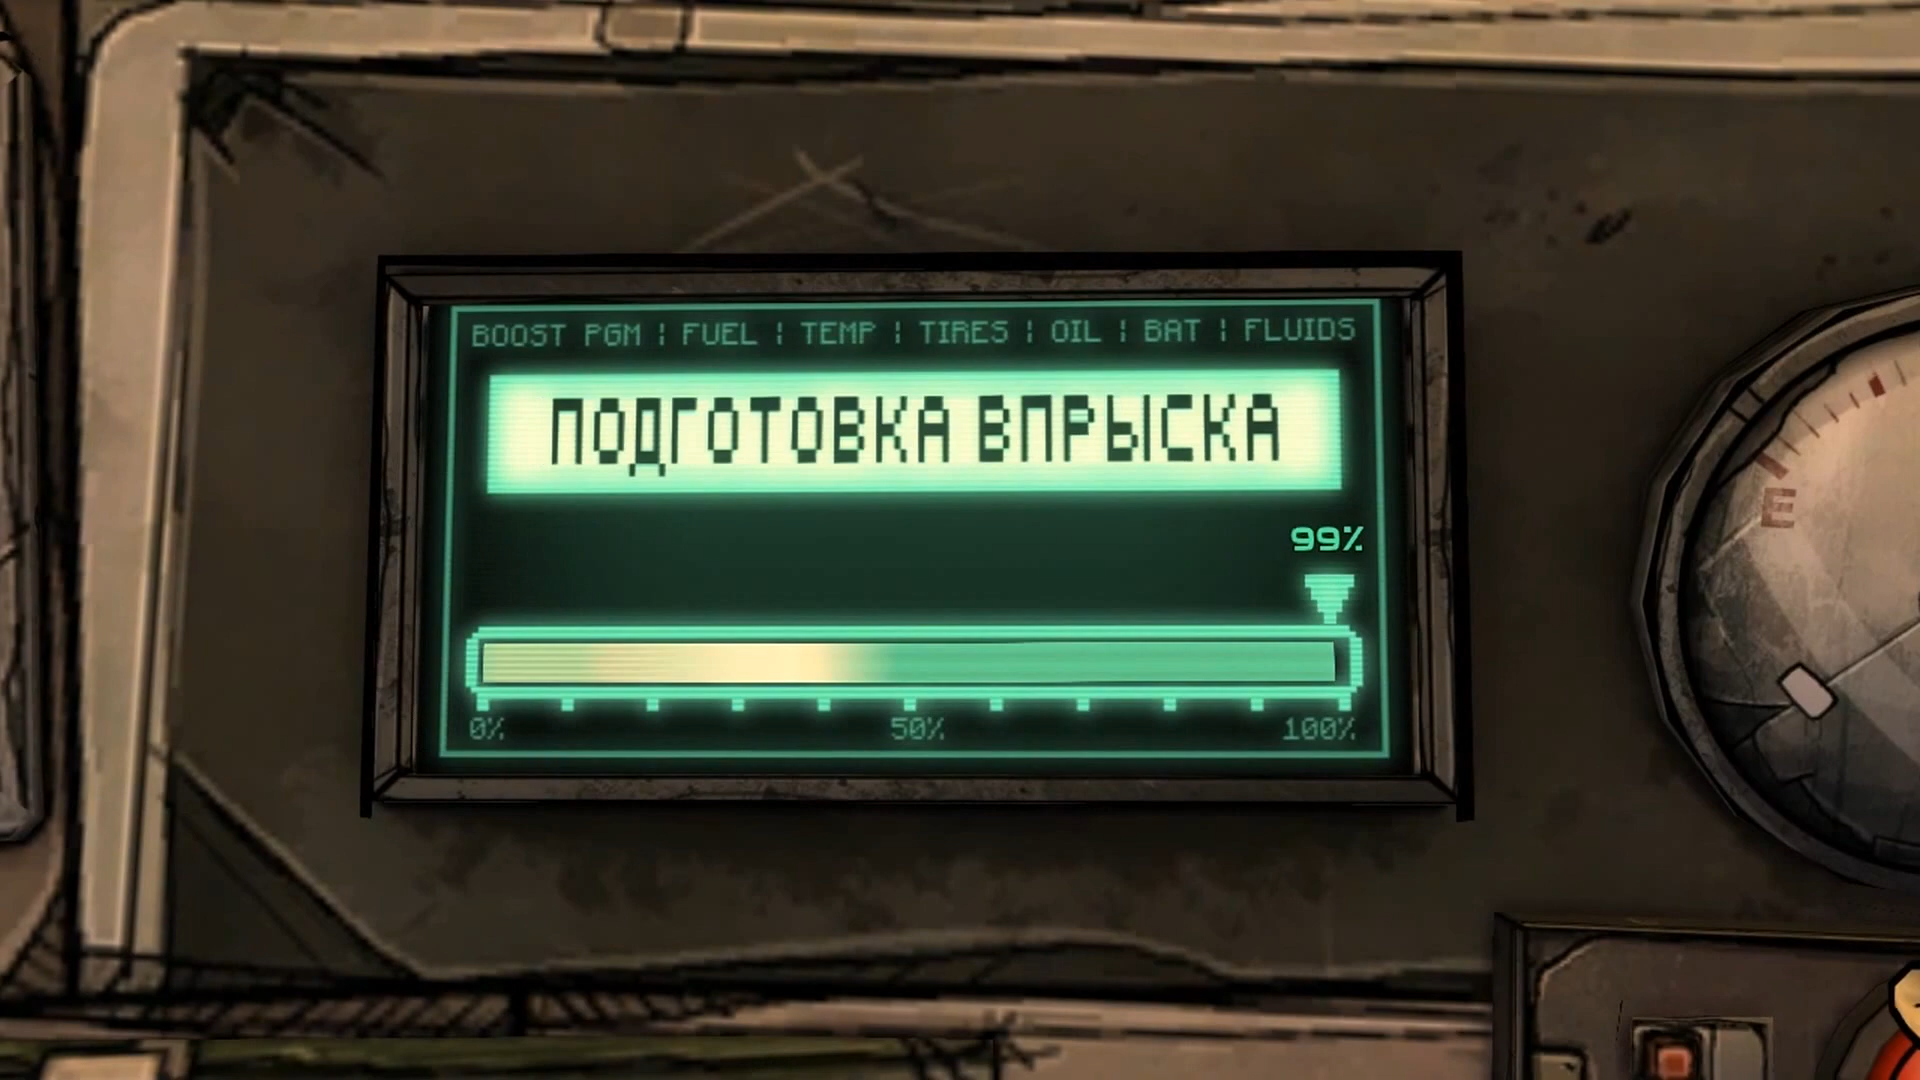 BOOST PGM ¦ FUEL ¦ TEMP ¦ TIRES ¦ OIL ¦ BAT ¦ FLUIDS
ПОДГОТОВКА ВПРЫСКА
99%
0% 50% 100%
E